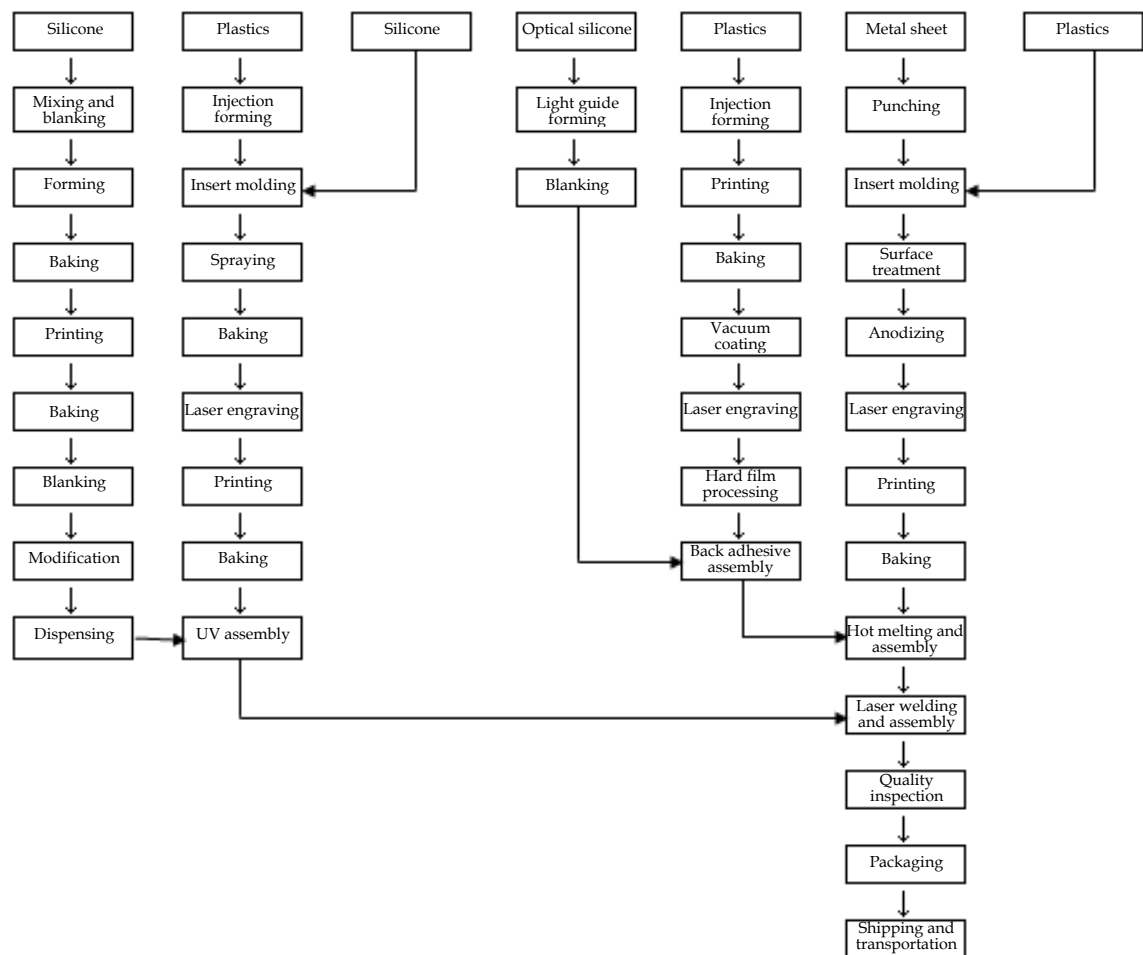 Silicone
Plastics
Silicone
Optical silicone
Plastics
Metal sheet
Plastics
Mixing and
blanking
Injection
forming
Light guide
forming
Injection
forming
Punching
Forming
Insert molding
Blanking
Printing
Insert molding
Baking
Spraying
Baking
Surface
treatment
Printing
Baking
Vacuum
coating
Anodizing
Baking
Laser engraving
Laser engraving
Laser engraving
Blanking
Printing
Hard film
processing
Printing
Modification
Baking
Back adhesive
assembly
Baking
Dispensing
UV assembly
Hot melting and
assembly
Laser welding
and assembly
Quality
inspection
Packaging
Shipping and
transportation